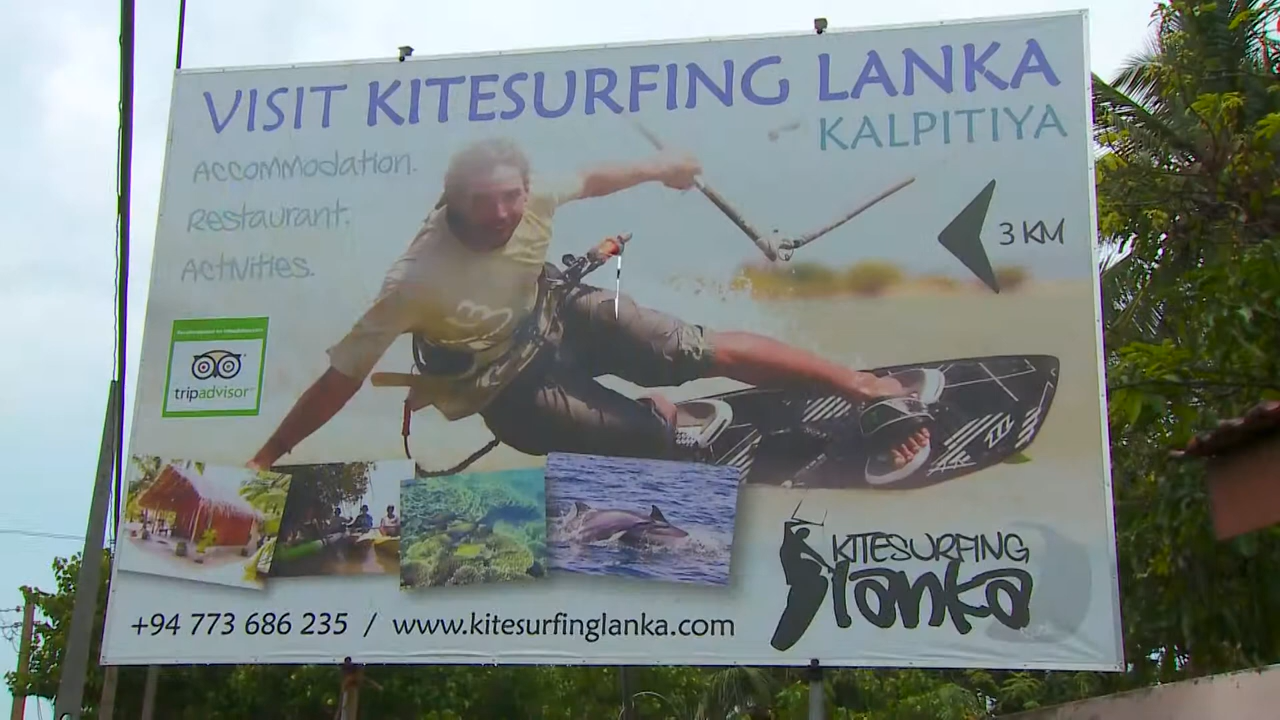 VISIT KITESURFING LANKA
KALPITIYA
Accommodation.
Restaurant.
Activities.
3 KM
tripadvisor
KITESURFING
lanka
+94 773 686 235 / www.kitesurfinglanka.com